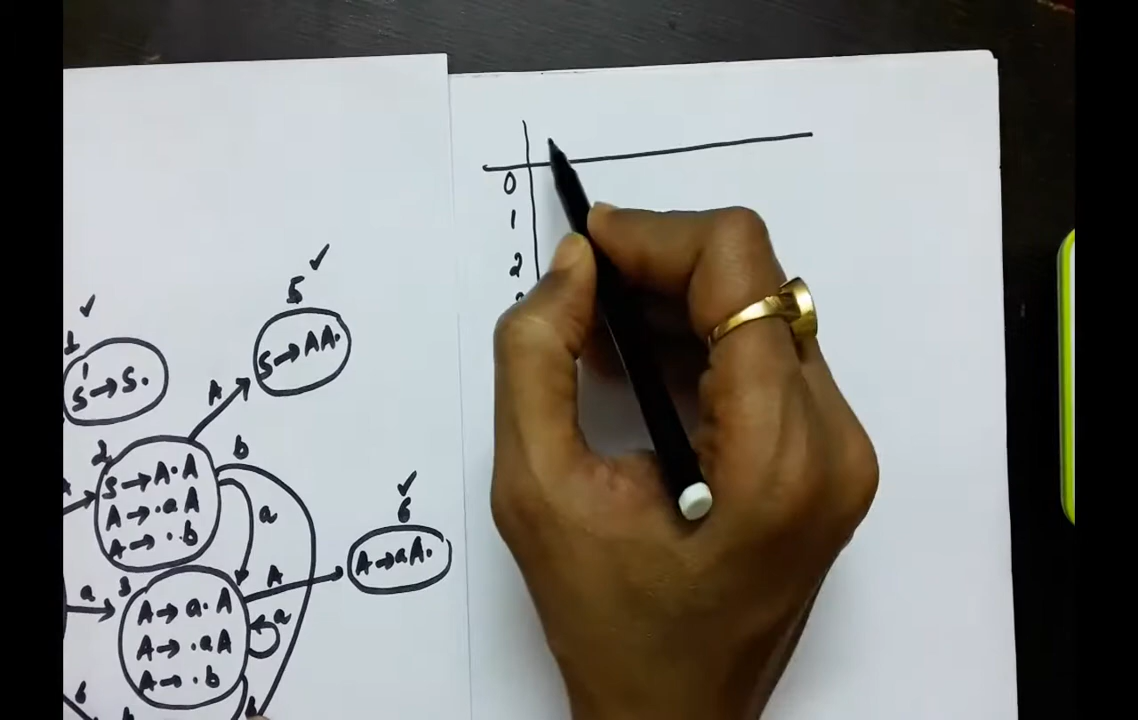 0
1
2
5 ✓
S→AA.
✓
1
S'→S.
A
b
2
S→A·A
A→·aA
A→·b
a
6 ✓
A→aA.
a
3
A
A→a·A
A→·aA
A→·b
a
b
b